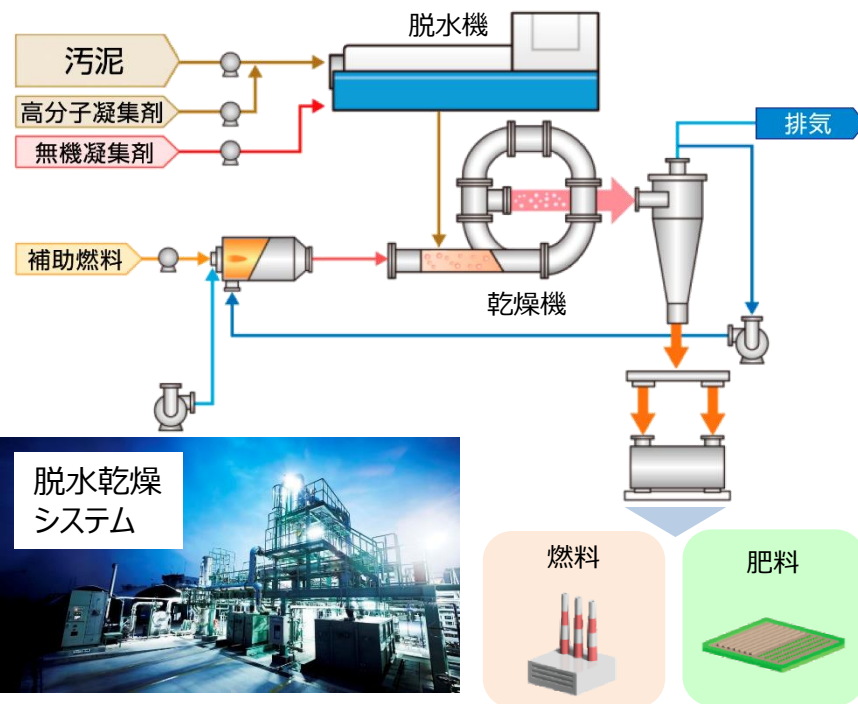 脱水機
汚泥
高分子凝集剤
無機凝集剤
排気
補助燃料
乾燥機
脱水乾燥
システム
燃料
肥料